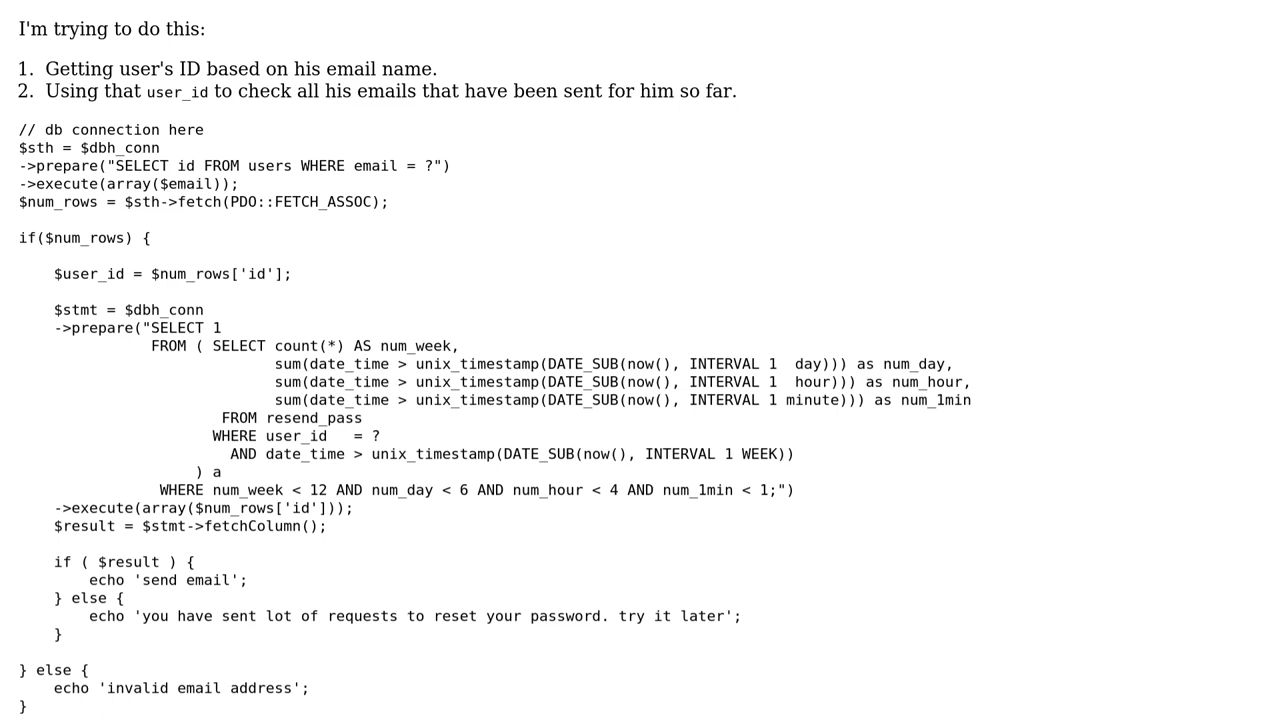 I'm trying to do this:
1. Getting user's ID based on his email name.
2. Using that user_id to check all his emails that have been sent for him so far.
// db connection here
$sth = $dbh_conn
->prepare("SELECT id FROM users WHERE email = ?")
->execute(array($email));
$num_rows = $sth->fetch(PDO::FETCH_ASSOC);
if($num_rows) {
    $user_id = $num_rows['id'];
    $stmt = $dbh_conn
    ->prepare("SELECT 1
               FROM ( SELECT count(*) AS num_week,
                             sum(date_time > unix_timestamp(DATE_SUB(now(), INTERVAL 1  day))) as num_day,
                             sum(date_time > unix_timestamp(DATE_SUB(now(), INTERVAL 1  hour))) as num_hour,
                             sum(date_time > unix_timestamp(DATE_SUB(now(), INTERVAL 1 minute))) as num_1min
                       FROM resend_pass
                      WHERE user_id   = ?
                        AND date_time > unix_timestamp(DATE_SUB(now(), INTERVAL 1 WEEK))
                    ) a
                WHERE num_week < 12 AND num_day < 6 AND num_hour < 4 AND num_1min < 1;")
    ->execute(array($num_rows['id']));
    $result = $stmt->fetchColumn();
    if ( $result ) {
        echo 'send email';
    } else {
        echo 'you have sent lot of requests to reset your password. try it later';
    }
} else {
    echo 'invalid email address';
}